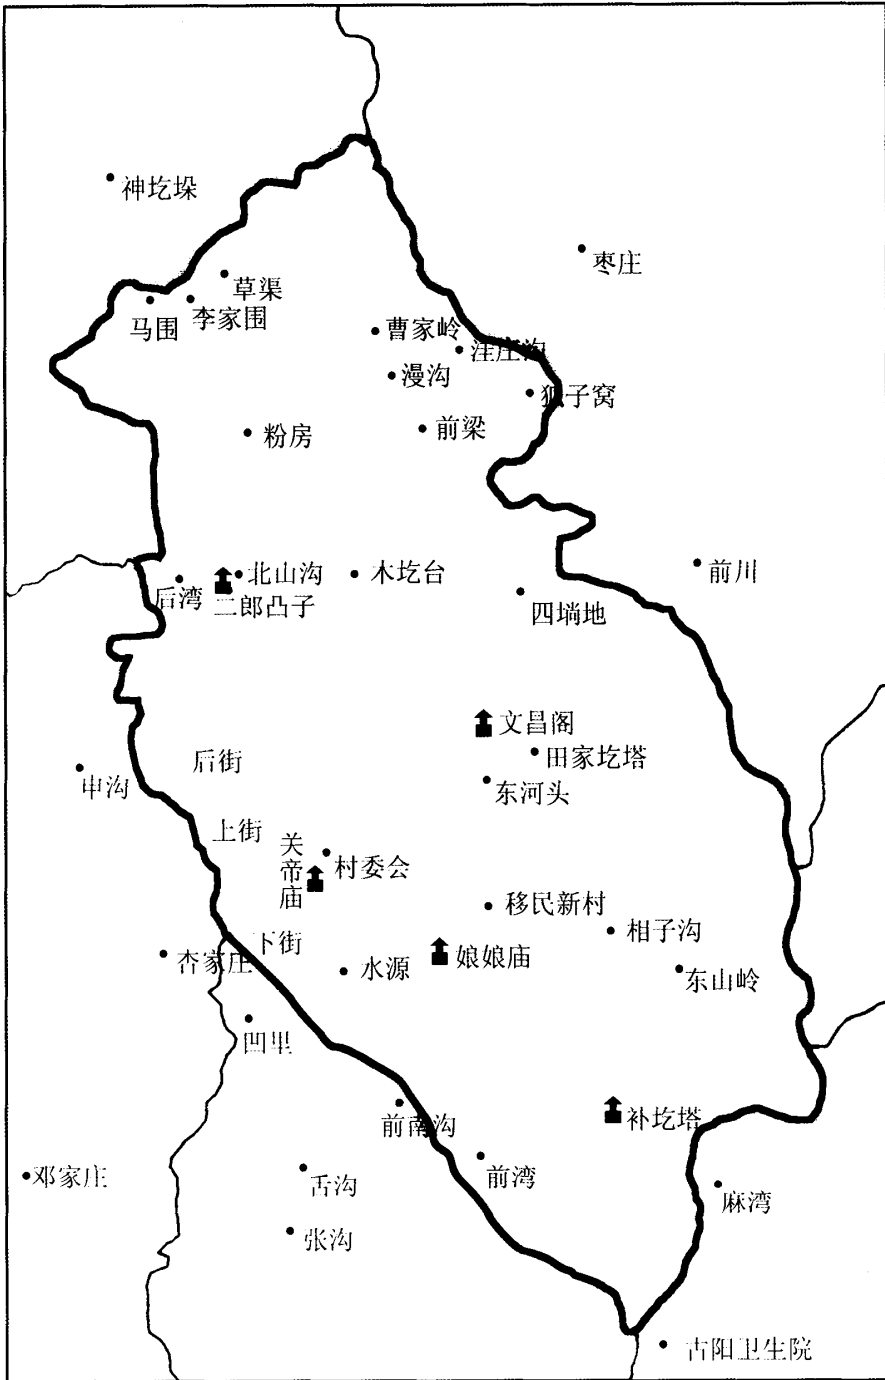 神圪垛
枣庄
草渠
李家围
马围
曹家岭
洼庄沟
漫沟
狐子窝
前梁
粉房
北山沟
木圪台
前川
后湾
二郎凸子
四埫地
文昌阁
田家圪塔
后街
申沟
东河头
上街
关帝庙
村委会
移民新村
相子沟
下街
杏家庄
水源
娘娘庙
东山岭
凹里
补圪塔
前南沟
邓家庄
舌沟
前湾
麻湾
张沟
古阳卫生院